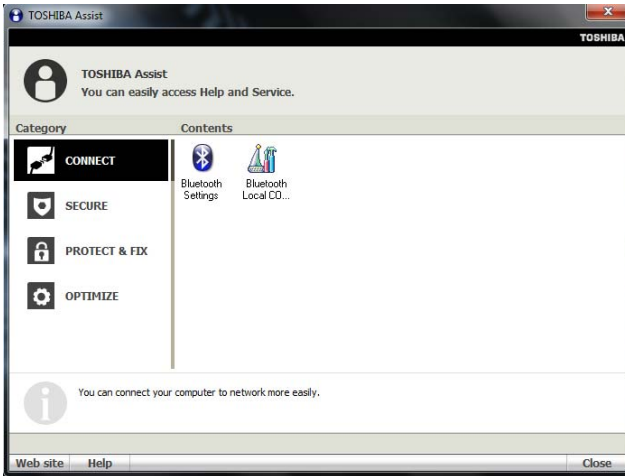 TOSHIBA Assist
TOSHIBA
TOSHIBA Assist
You can easily access Help and Service.
Category
Contents
CONNECT
SECURE
PROTECT & FIX
OPTIMIZE
Bluetooth
Settings
Bluetooth
Local CO...
You can connect your computer to network more easily.
Web site
Help
Close